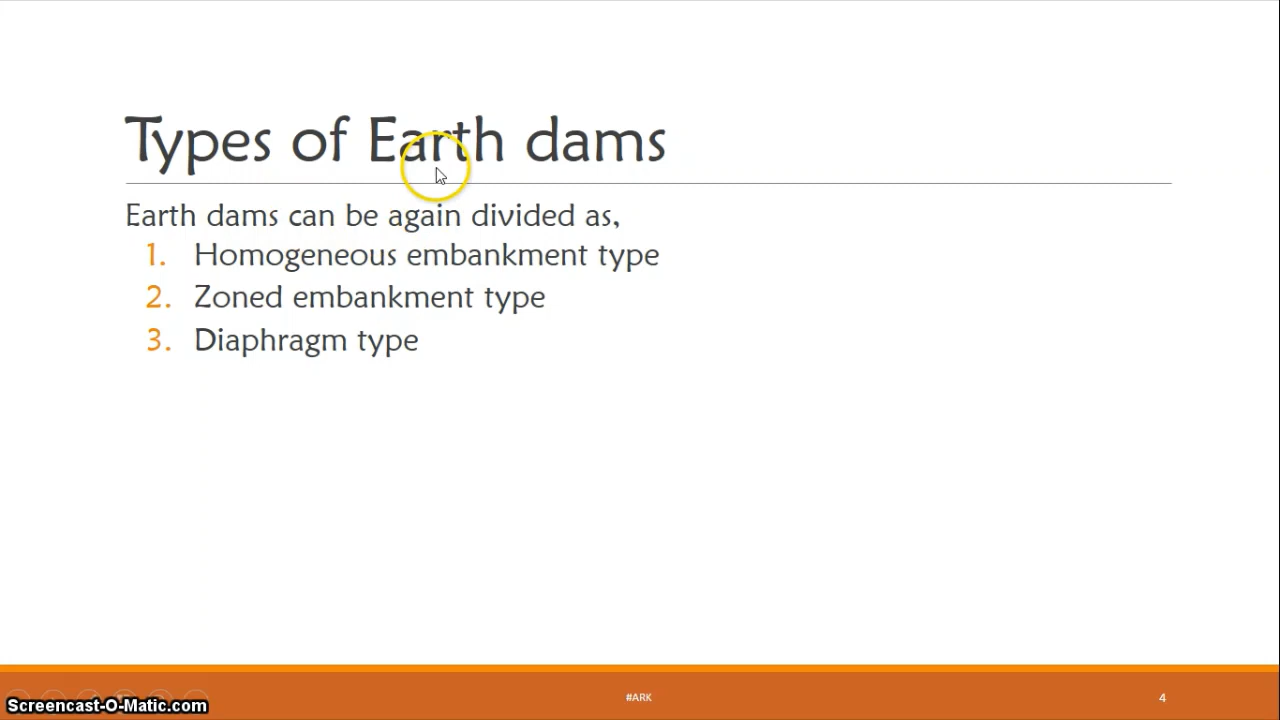 Types of Earth dams
Earth dams can be again divided as,
1. Homogeneous embankment type
2. Zoned embankment type
3. Diaphragm type
#ARK
4
Screencast-O-Matic.com